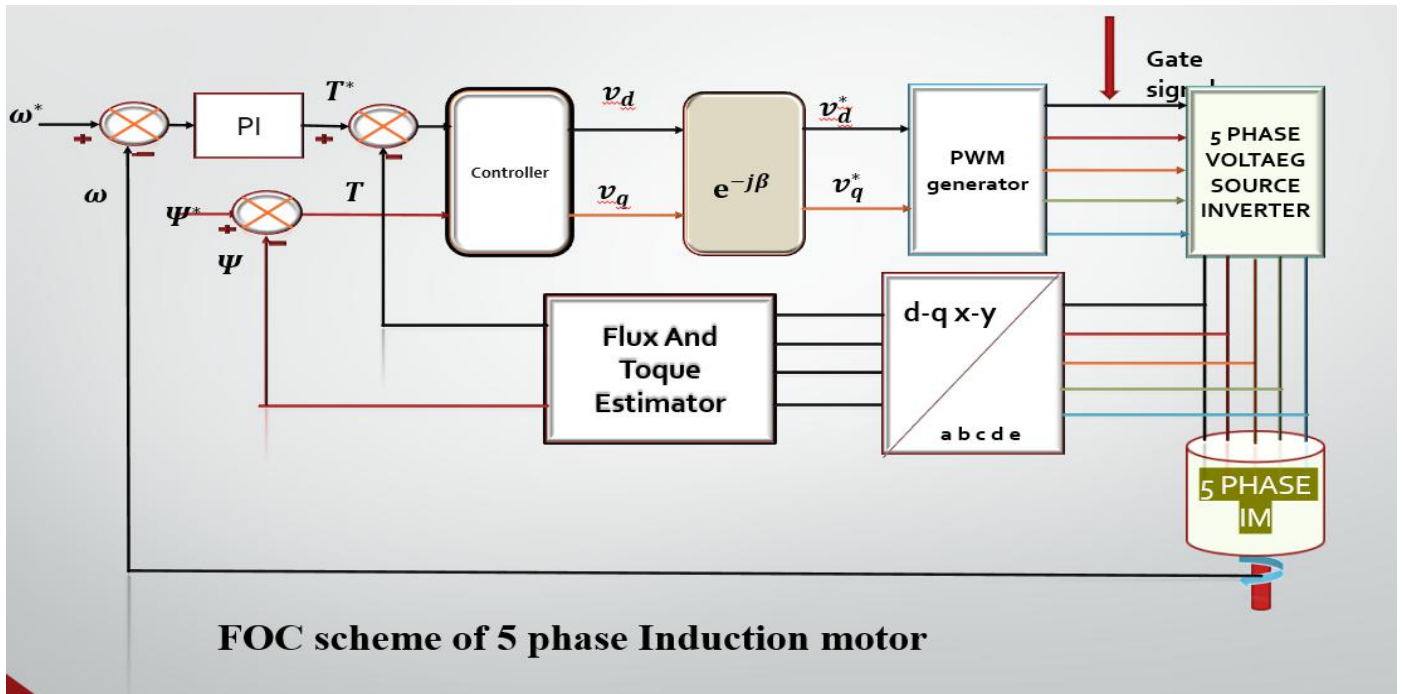 Gate
signal
ω*
+
−
PI
T*
+
−
Controller
v_d
v_q
e^{−jβ}
v_d^*
v_q^*
PWM
generator
5 PHASE
VOLTAEG
SOURCE
INVERTER
ω
Ψ*
+
−
T
Ψ
Flux And
Toque
Estimator
d-q x-y
a b c d e
5 PHASE
IM
FOC scheme of 5 phase Induction motor